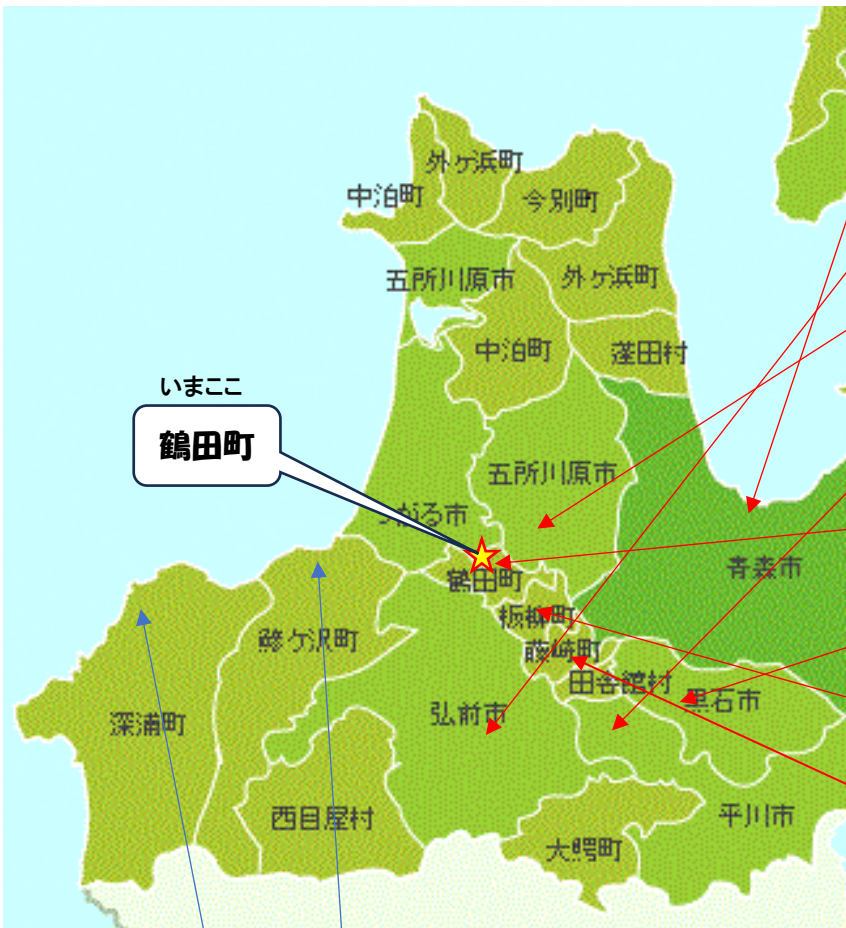 外ヶ浜町
中泊町
今別町
五所川原市
外ヶ浜町
中泊町
蓬田村
いまここ
鶴田町
五所川原市
つがる市
青森市
鶴田町
板柳町
藤崎町
鰺ケ沢町
田舎館村
黒石市
弘前市
深浦町
西目屋村
平川市
大鰐町